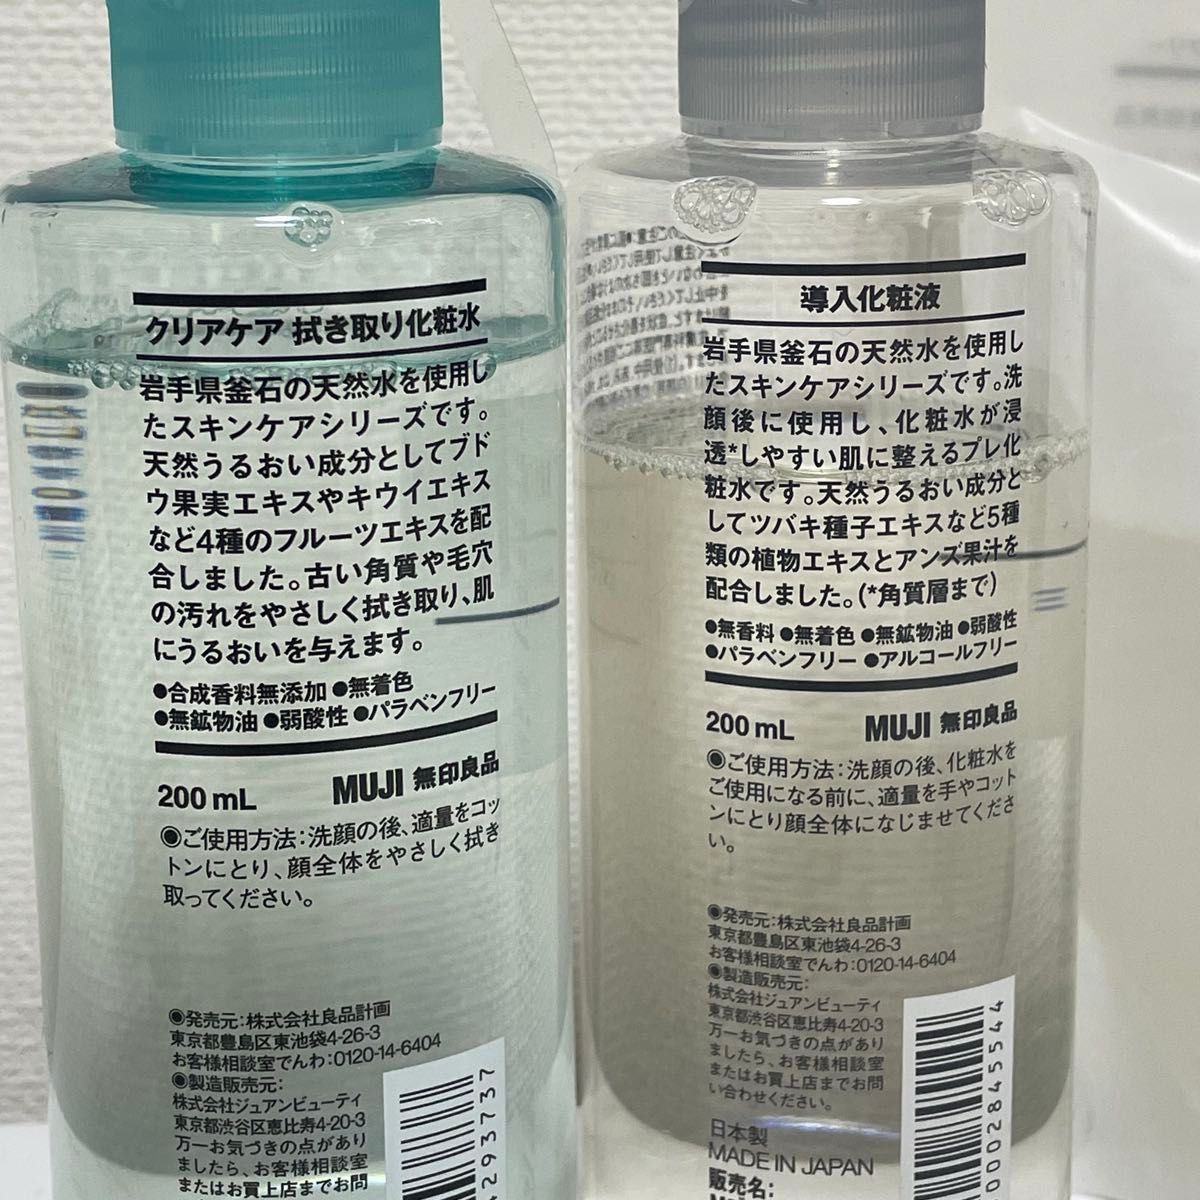 クリアケア 拭き取り化粧水
岩手県釜石の天然水を使用し
たスキンケアシリーズです。
天然うるおい成分としてブド
ウ果実エキスやキウイエキス
など4種のフルーツエキスを配
合しました。古い角質や毛穴
の汚れをやさしく拭き取り、肌
にうるおいを与えます。
●合成香料無添加 ●無着色
●無鉱物油 ●弱酸性 ●パラベンフリー
200mL MUJI 無印良品
◉ご使用方法:洗顔の後、適量をコッ
トンにとり、顔全体をやさしく拭き
取ってください。
◉発売元:株式会社良品計画
東京都豊島区東池袋4-26-3
お客様相談室でんわ:0120-14-6404
◉製造販売元:
株式会社ジュアンビューティ
東京都渋谷区恵比寿4-20-3
万一お気づきの点があり
ましたら、お客様相談室
またはお買上店までお問
4293737
導入化粧液
岩手県釜石の天然水を使用し
たスキンケアシリーズです。洗
顔後に使用し、化粧水が浸
透*しやすい肌に整えるプレ化
粧水です。天然うるおい成分と
してツバキ種子エキスなど5種
類の植物エキスとアンズ果汁を
配合しました。(*角質層まで)
●無香料 ●無着色 ●無鉱物油 ●弱酸性
●パラベンフリー ●アルコールフリー
200mL MUJI 無印良品
◉ご使用方法:洗顔の後、化粧水を
ご使用になる前に、適量を手やコット
ンにとり顔全体になじませてくださ
い。
◉発売元:株式会社良品計画
東京都豊島区東池袋4-26-3
お客様相談室でんわ:0120-14-6404
◉製造販売元:
株式会社ジュアンビューティ
東京都渋谷区恵比寿4-20-3
万一お気づきの点があり
ましたら、お客様相談室
またはお買上店までお問
い合わせください。
日本製
MADE IN JAPAN
販売名:
0002845544